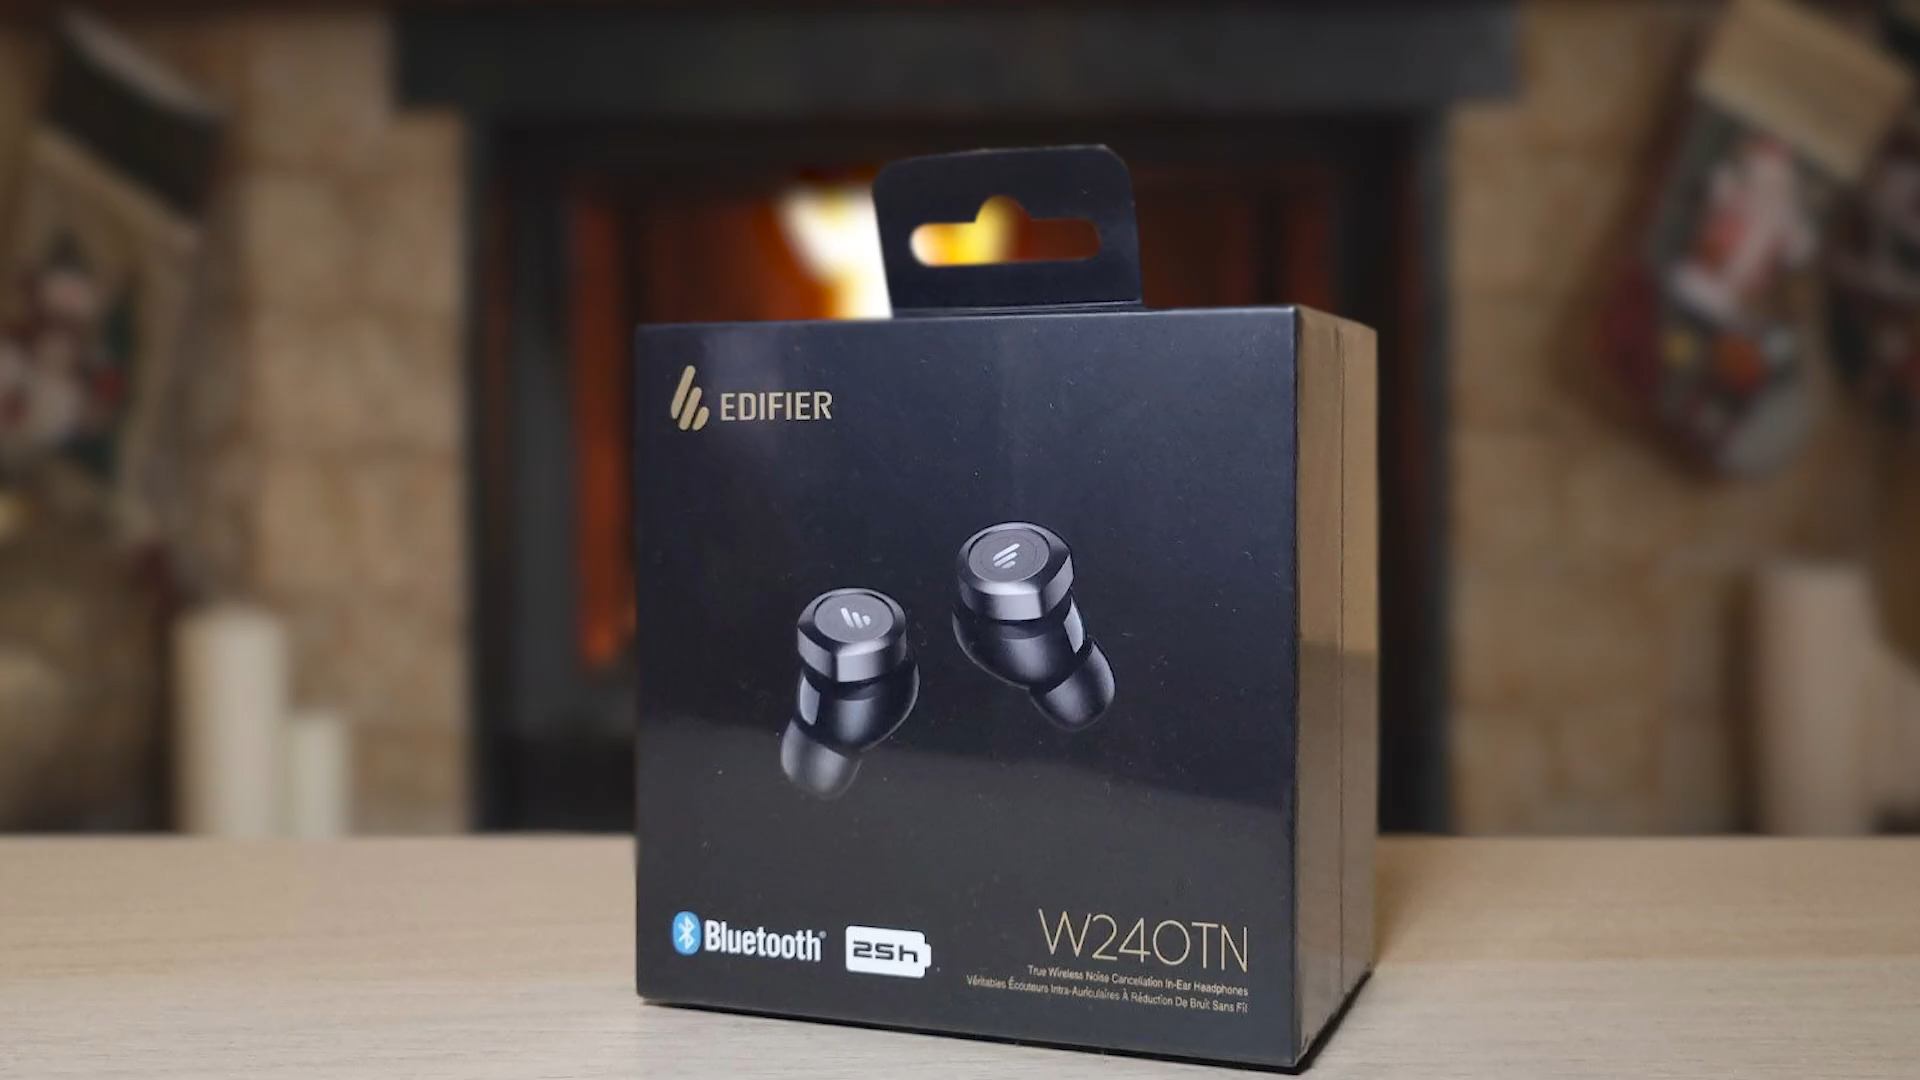 EDIFIER
Bluetooth®
25h
W240TN
True Wireless Noise Cancellation In-Ear Headphones
Véritables Écouteurs Intra-Auriculaires À Réduction De Bruit Sans Fil